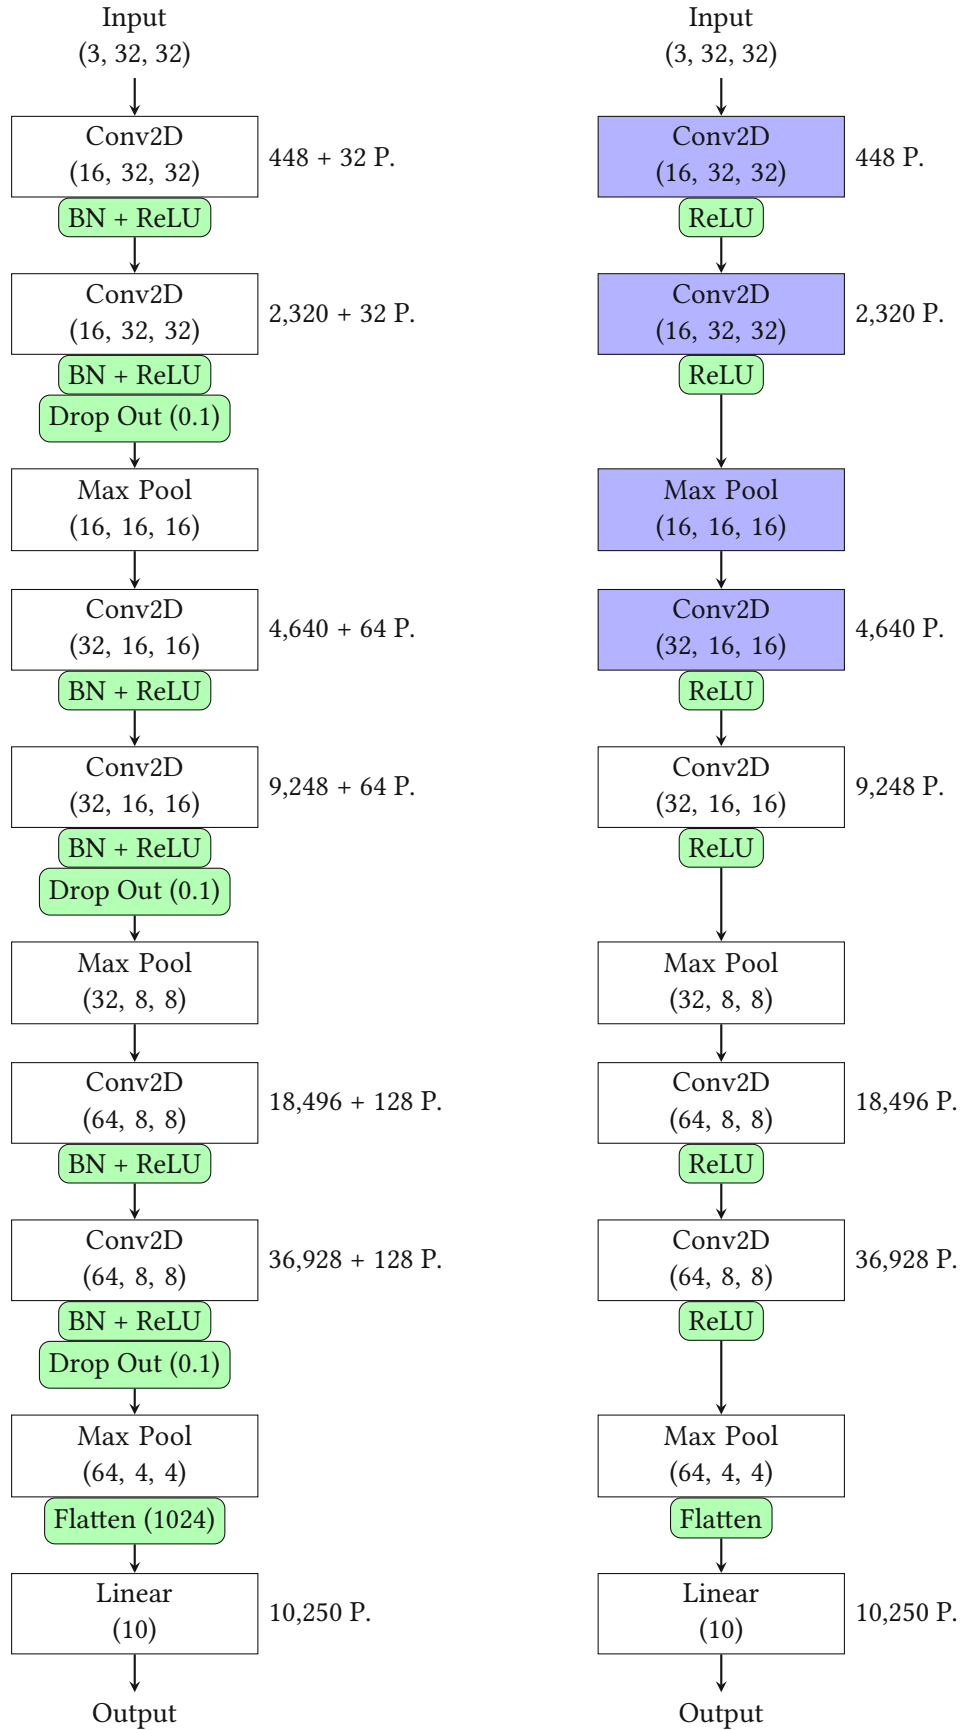 Input
(3, 32, 32)
Conv2D
(16, 32, 32)
448 + 32 P.
BN + ReLU
Conv2D
(16, 32, 32)
2,320 + 32 P.
BN + ReLU
Drop Out (0.1)
Max Pool
(16, 16, 16)
Conv2D
(32, 16, 16)
4,640 + 64 P.
BN + ReLU
Conv2D
(32, 16, 16)
9,248 + 64 P.
BN + ReLU
Drop Out (0.1)
Max Pool
(32, 8, 8)
Conv2D
(64, 8, 8)
18,496 + 128 P.
BN + ReLU
Conv2D
(64, 8, 8)
36,928 + 128 P.
BN + ReLU
Drop Out (0.1)
Max Pool
(64, 4, 4)
Flatten (1024)
Linear
(10)
10,250 P.
Output
Input
(3, 32, 32)
Conv2D
(16, 32, 32)
448 P.
ReLU
Conv2D
(16, 32, 32)
2,320 P.
ReLU
Max Pool
(16, 16, 16)
Conv2D
(32, 16, 16)
4,640 P.
ReLU
Conv2D
(32, 16, 16)
9,248 P.
ReLU
Max Pool
(32, 8, 8)
Conv2D
(64, 8, 8)
18,496 P.
ReLU
Conv2D
(64, 8, 8)
36,928 P.
ReLU
Max Pool
(64, 4, 4)
Flatten
Linear
(10)
10,250 P.
Output